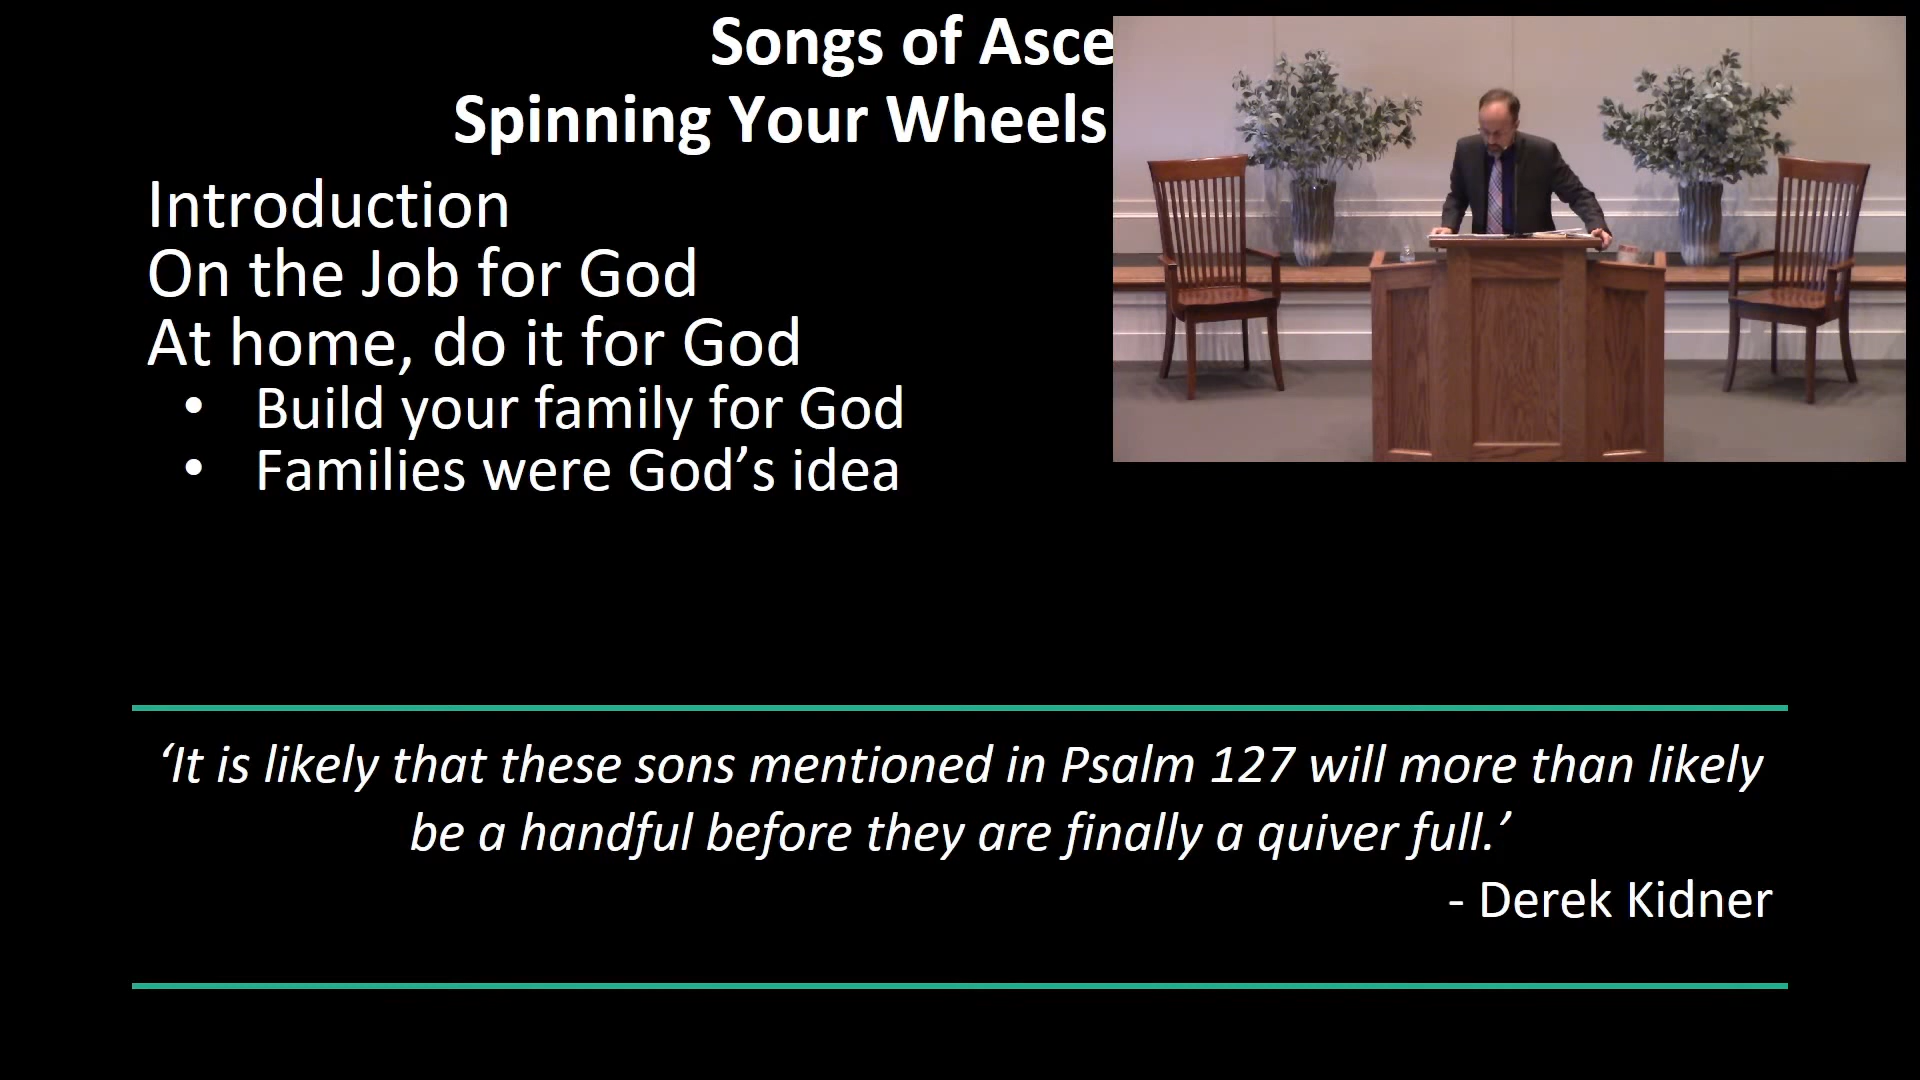 Songs of Asce
Spinning Your Wheels
Introduction
On the Job for God
At home, do it for God
• Build your family for God
• Families were God’s idea
‘It is likely that these sons mentioned in Psalm 127 will more than likely
be a handful before they are finally a quiver full.’
- Derek Kidner